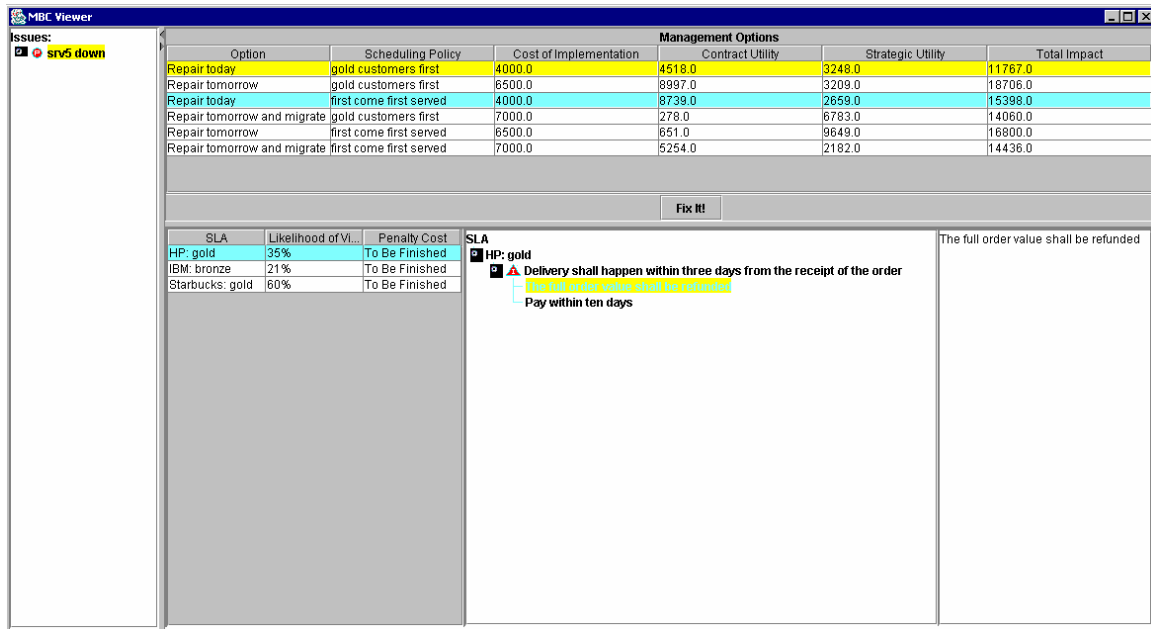 MBC Viewer
Issues:
srv5 down
Management Options
Option Scheduling Policy Cost of Implementation Contract Utility Strategic Utility Total Impact
Repair today gold customers first 4000.0 4518.0 3248.0 11767.0
Repair tomorrow gold customers first 6500.0 8997.0 3209.0 18706.0
Repair today first come first served 4000.0 8739.0 2659.0 15398.0
Repair tomorrow and migrate gold customers first 7000.0 278.0 6783.0 14060.0
Repair tomorrow first come first served 6500.0 651.0 9649.0 16800.0
Repair tomorrow and migrate first come first served 7000.0 5254.0 2182.0 14436.0
Fix It!
SLA Likelihood of Vi... Penalty Cost
HP: gold 35% To Be Finished
IBM: bronze 21% To Be Finished
Starbucks: gold 60% To Be Finished
SLA
HP: gold
Delivery shall happen within three days from the receipt of the order
The full order value shall be refunded
Pay within ten days
The full order value shall be refunded